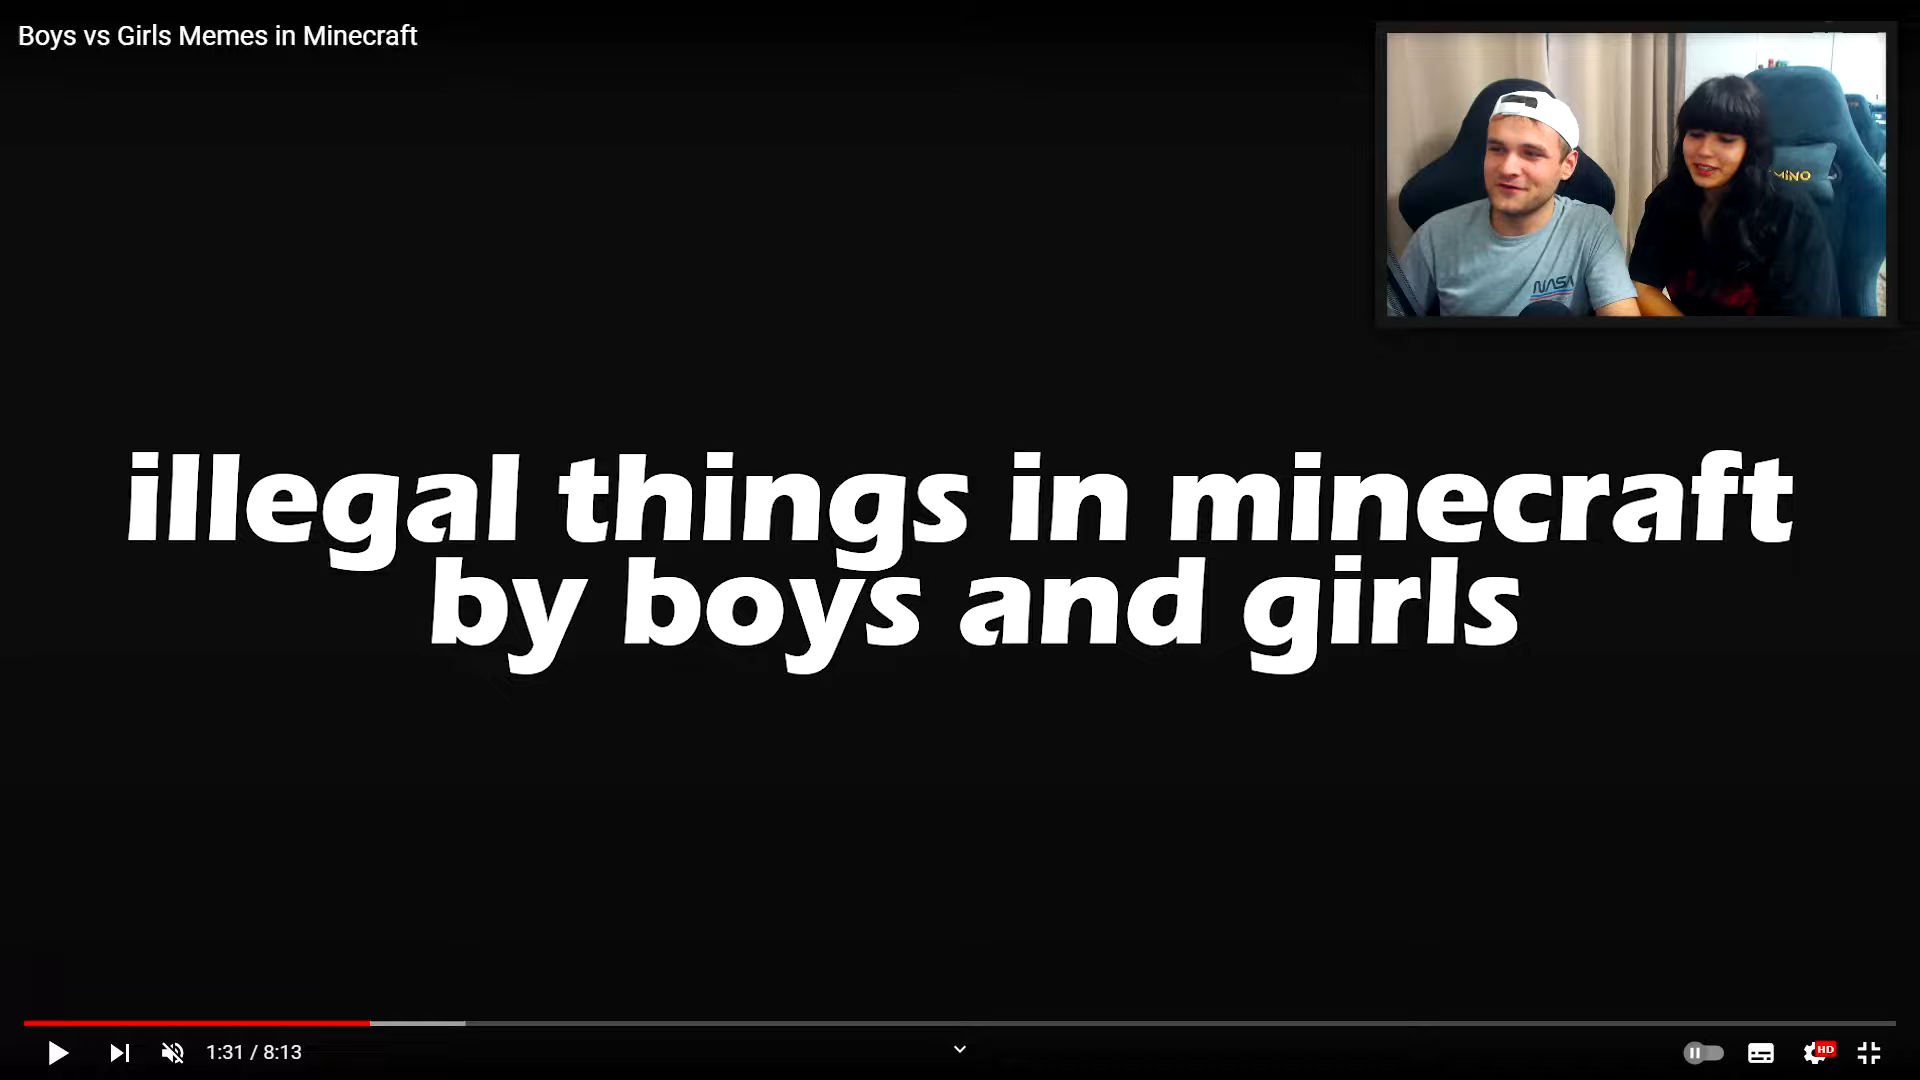 Boys vs Girls Memes in Minecraft
NASA
illegal things in minecraft
by boys and girls
1:31 / 8:13
HD